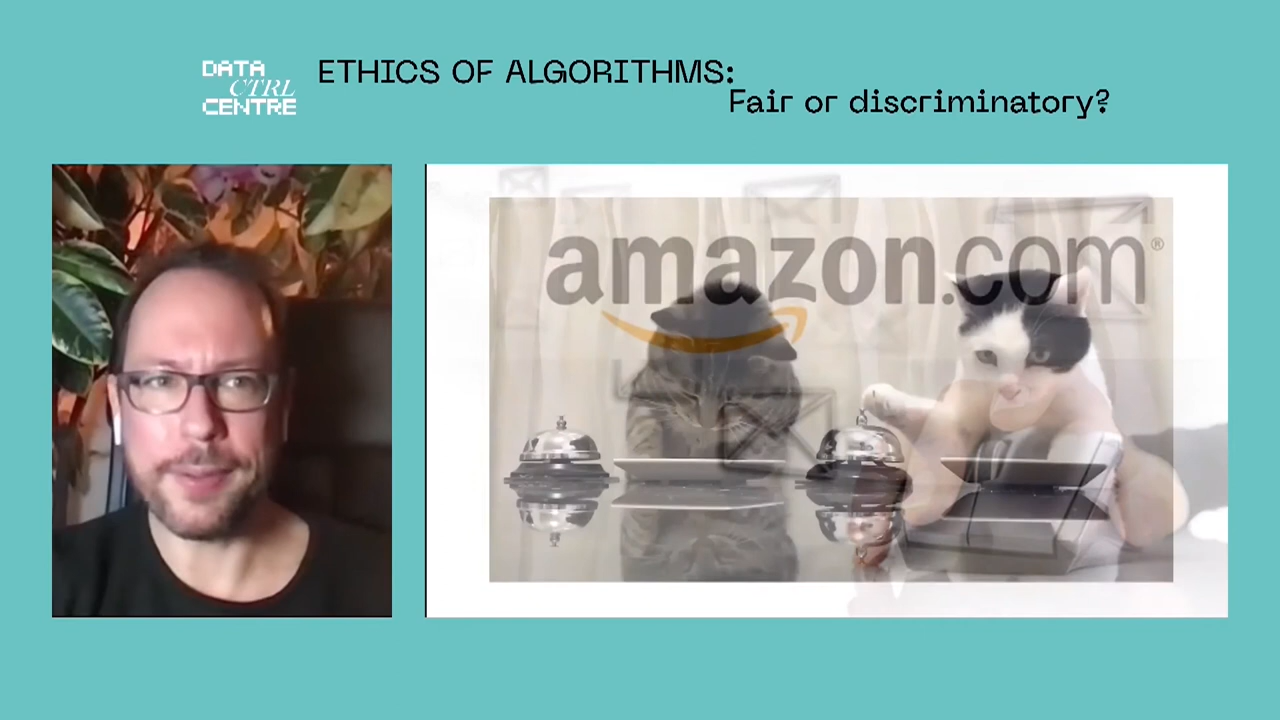 DATA
CTRL
CENTRE
ETHICS OF ALGORITHMS:
Fair or discriminatory?
amazon.com®